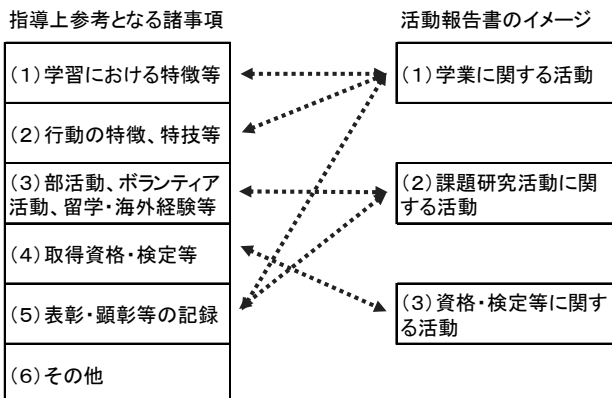 指導上参考となる諸事項
(1)学習における特徴等
(2)行動の特徴、特技等
(3)部活動、ボランティア
活動、留学・海外経験等
(4)取得資格・検定等
(5)表彰・顕彰等の記録
(6)その他
活動報告書のイメージ
(1)学業に関する活動
(2)課題研究活動に関
する活動
(3)資格・検定等に関す
る活動